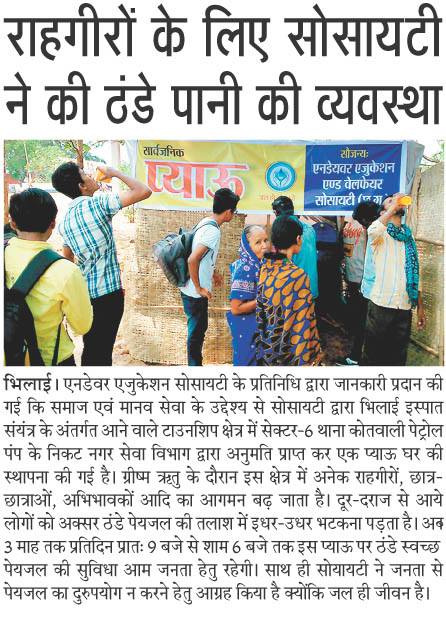 राहगीरों के लिए सोसायटी
ने की ठंडे पानी की व्यवस्था
सार्वजनिक
प्याऊ
सौजन्यः
एनडेयवर एजुकेशन
एण्ड वेलफेयर
सोसायटी
भिलाई। एनडेवर एजुकेशन सोसायटी के प्रतिनिधि द्वारा जानकारी प्रदान की
गई कि समाज एवं मानव सेवा के उद्देश्य से सोसायटी द्वारा भिलाई इस्पात
संयंत्र के अंतर्गत आने वाले टाउनशिप क्षेत्र में सेक्टर-6 थाना कोतवाली पेट्रोल
पंप के निकट नगर सेवा विभाग द्वारा अनुमति प्राप्त कर एक प्याऊ घर की
स्थापना की गई है। ग्रीष्म ऋतु के दौरान इस क्षेत्र में अनेक राहगीरों, छात्र-
छात्राओं, अभिभावकों आदि का आगमन बढ़ जाता है। दूर-दराज से आये
लोगों को अक्सर ठंडे पेयजल की तलाश में इधर-उधर भटकना पड़ता है।
3 माह तक प्रतिदिन प्रातः 9 बजे से शाम 6 बजे तक इस प्याऊ पर ठंडे स्वच्छ
पेयजल की सुविधा आम जनता हेतु रहेगी। साथ ही सोयायटी ने जनता से
पेयजल का दुरुपयोग न करने हेतु आग्रह किया है क्योंकि जल ही जीवन है।